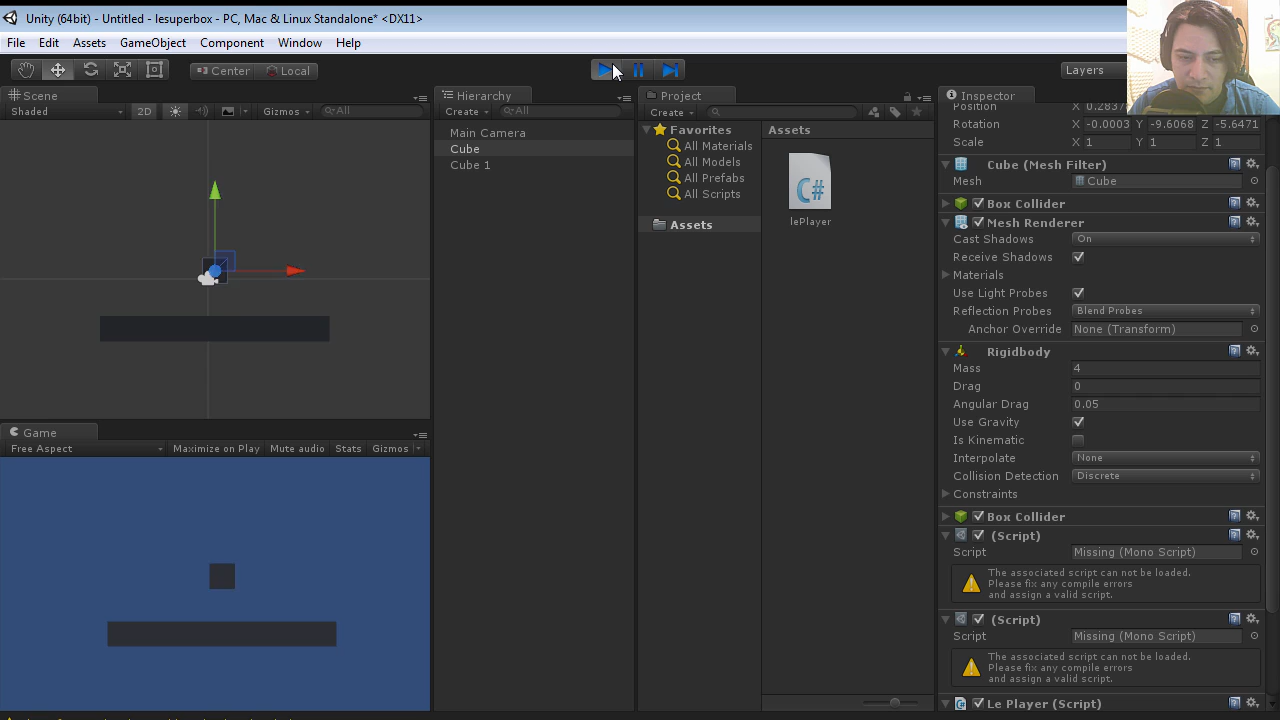 Unity (64bit) - Untitled - lesuperbox - PC, Mac & Linux Standalone* <DX11>
File Edit Assets GameObject Component Window Help
Center Local Layers
Scene
Shaded 2D Gizmos All
Hierarchy
Create All
Main Camera
Cube
Cube 1
Project
Create
Favorites
All Materials
All Models
All Prefabs
All Scripts
Assets
Assets
C#
lePlayer
Inspector
Position X 0.2837
Rotation X -0.0003 Y -9.6068 Z -5.6471
Scale X 1 Y 1 Z 1
Cube (Mesh Filter)
Mesh Cube
Box Collider
Mesh Renderer
Cast Shadows On
Receive Shadows
Materials
Use Light Probes
Reflection Probes Blend Probes
Anchor Override None (Transform)
Rigidbody
Mass 4
Drag 0
Angular Drag 0.05
Use Gravity
Is Kinematic
Interpolate None
Collision Detection Discrete
Constraints
Box Collider
(Script)
Script Missing (Mono Script)
The associated script can not be loaded.
Please fix any compile errors
and assign a valid script.
(Script)
Script Missing (Mono Script)
The associated script can not be loaded.
Please fix any compile errors
and assign a valid script.
Le Player (Script)
Game
Free Aspect Maximize on Play Mute audio Stats Gizmos